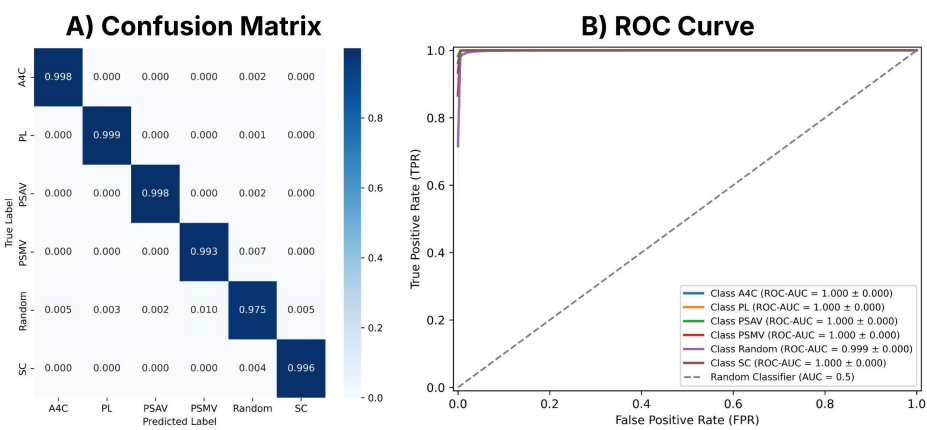 A) Confusion Matrix
True Label
A4C 0.998 0.000 0.000 0.000 0.002 0.000
PL 0.000 0.999 0.000 0.000 0.001 0.000
PSAV 0.000 0.000 0.998 0.000 0.002 0.000
PSMV 0.000 0.000 0.000 0.993 0.007 0.000
Random 0.005 0.003 0.002 0.010 0.975 0.005
SC 0.000 0.000 0.000 0.000 0.004 0.996
A4C PL PSAV PSMV Random SC
Predicted Label
0.8
0.6
0.4
0.2
0.0
B) ROC Curve
True Positive Rate (TPR)
1.0
0.8
0.6
0.4
0.2
0.0
Class A4C (ROC-AUC = 1.000 ± 0.000)
Class PL (ROC-AUC = 1.000 ± 0.000)
Class PSAV (ROC-AUC = 1.000 ± 0.000)
Class PSMV (ROC-AUC = 1.000 ± 0.000)
Class Random (ROC-AUC = 0.999 ± 0.000)
Class SC (ROC-AUC = 1.000 ± 0.000)
Random Classifier (AUC = 0.5)
0.0 0.2 0.4 0.6 0.8 1.0
False Positive Rate (FPR)